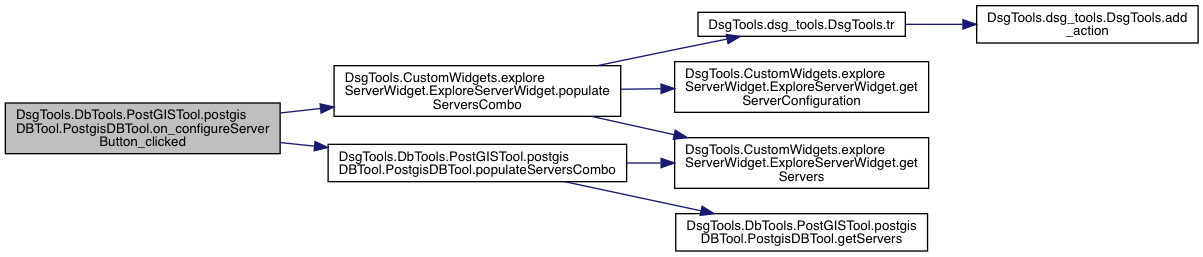 DsgTools.DbTools.PostGISTool.postgis
DBTool.PostgisDBTool.on_configureServer
Button_clicked
DsgTools.CustomWidgets.explore
ServerWidget.ExploreServerWidget.populate
ServersCombo
DsgTools.DbTools.PostGISTool.postgis
DBTool.PostgisDBTool.populateServersCombo
DsgTools.dsg_tools.DsgTools.tr
DsgTools.CustomWidgets.explore
ServerWidget.ExploreServerWidget.get
ServerConfiguration
DsgTools.CustomWidgets.explore
ServerWidget.ExploreServerWidget.get
Servers
DsgTools.DbTools.PostGISTool.postgis
DBTool.PostgisDBTool.getServers
DsgTools.dsg_tools.DsgTools.add
_action